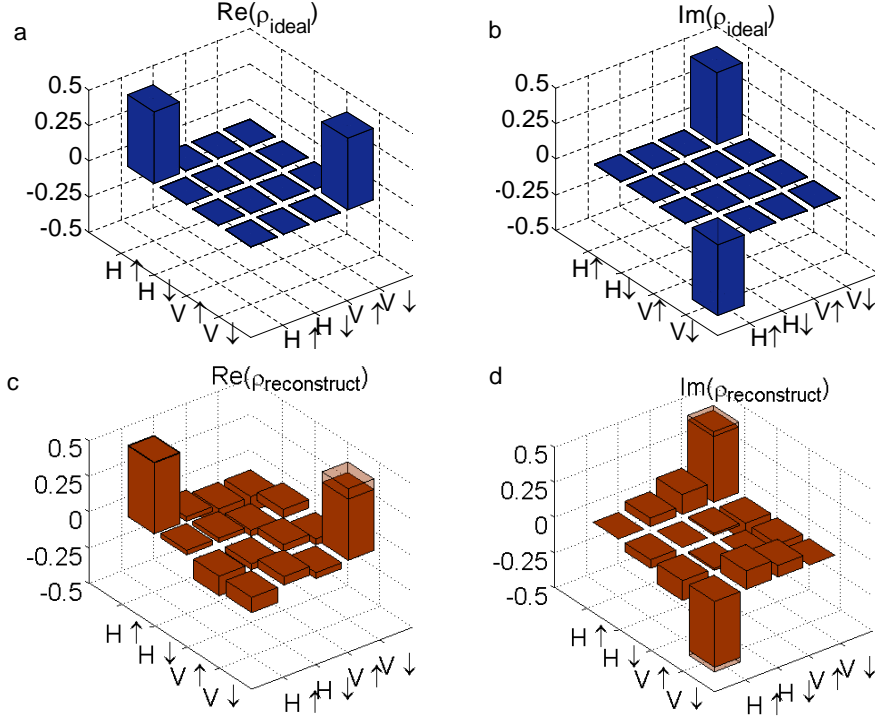 a
Re(ρideal)
0.5
0.25
0
-0.25
-0.5
H ↑
H ↓
V ↑
V ↓
H ↑
H ↓
V ↑
V ↓
b
Im(ρideal)
0.5
0.25
0
-0.25
-0.5
H↑
H↓
V↑
V↓
H↑
H↓
V↑
V↓
c
Re(ρreconstruct)
0.5
0.25
0
-0.25
-0.5
H ↑
H ↓
V ↑
V ↓
H ↑
H ↓
V ↑
V ↓
d
Im(ρreconstruct)
0.5
0.25
0
-0.25
-0.5
H ↑
H ↓
V ↑
V ↓
H ↑
H ↓
V ↑
V ↓